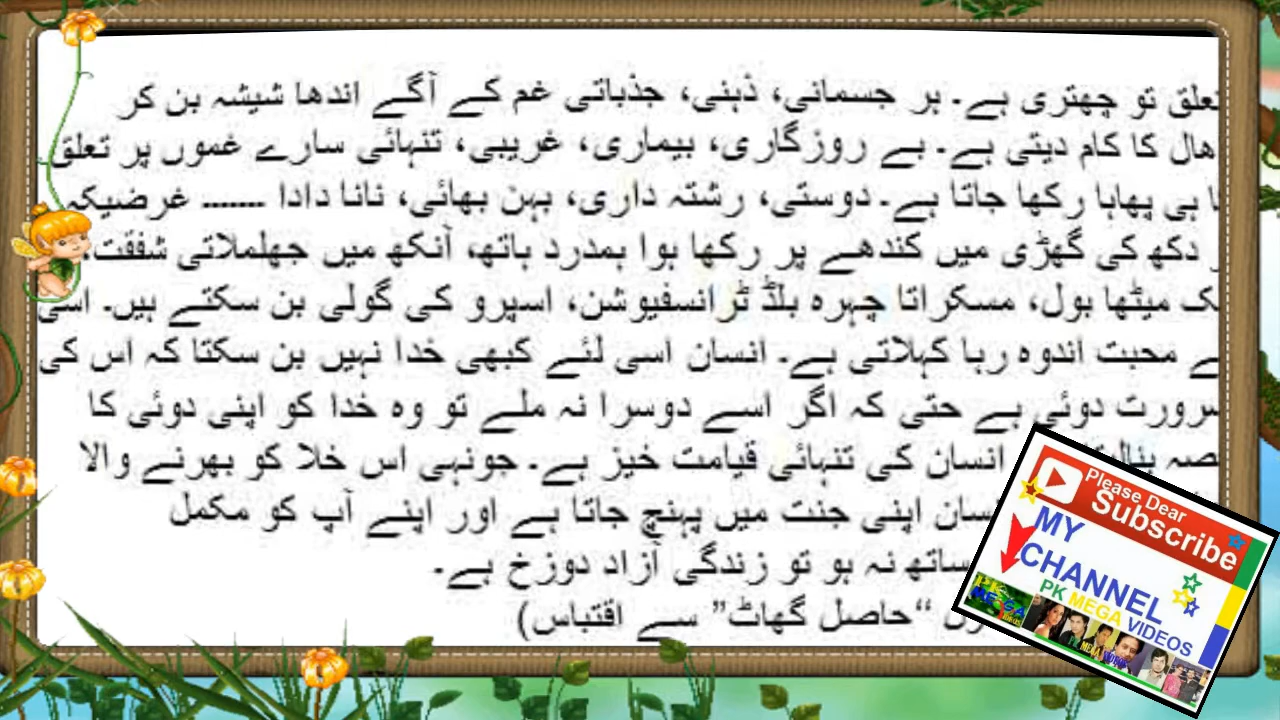 تعلق تو چھتری ہے۔ ہر جسمانی، ذہنی، جذباتی غم کے آگے اندھا شیشہ بن کر
کا کام دیتی ہے۔ بے روزگاری، بیماری، غریبی، تنہائی سارے غموں پر تعلق
ہی پھاہا رکھا جاتا ہے۔ دوستی، رشتہ داری، بہن بھائی، نانا دادا ....... غرضیکہ
دکھ کی گھڑی میں کندھے پر رکھا ہوا ہمدرد ہاتھ، آنکھ میں جھلملاتی شفقت،
میٹھا بول، مسکراتا چہرہ بلڈ ٹرانسفیوشن، اسپرو کی گولی بن سکتے ہیں۔ اسی
محبت اندوہ رہا کہلاتی ہے۔ انسان اسی لئے کبھی خدا نہیں بن سکتا کہ اس کی
ضرورت دوئی ہے حتی کہ اگر اسے دوسرا نہ ملے تو وہ خدا کو اپنی دوئی کا
انسان کی تنہائی قیامت خیز ہے۔ جونہی اس خلا کو بھرنے والا
اپنی جنت میں پہنچ جاتا ہے اور اپنے آپ کو مکمل
ساتھ نہ ہو تو زندگی آزاد دوزخ ہے۔
“حاصل گھاٹ” سے اقتباس)
Please Dear
Subscribe
MY
CHANNEL
PK MEGA VIDEOS